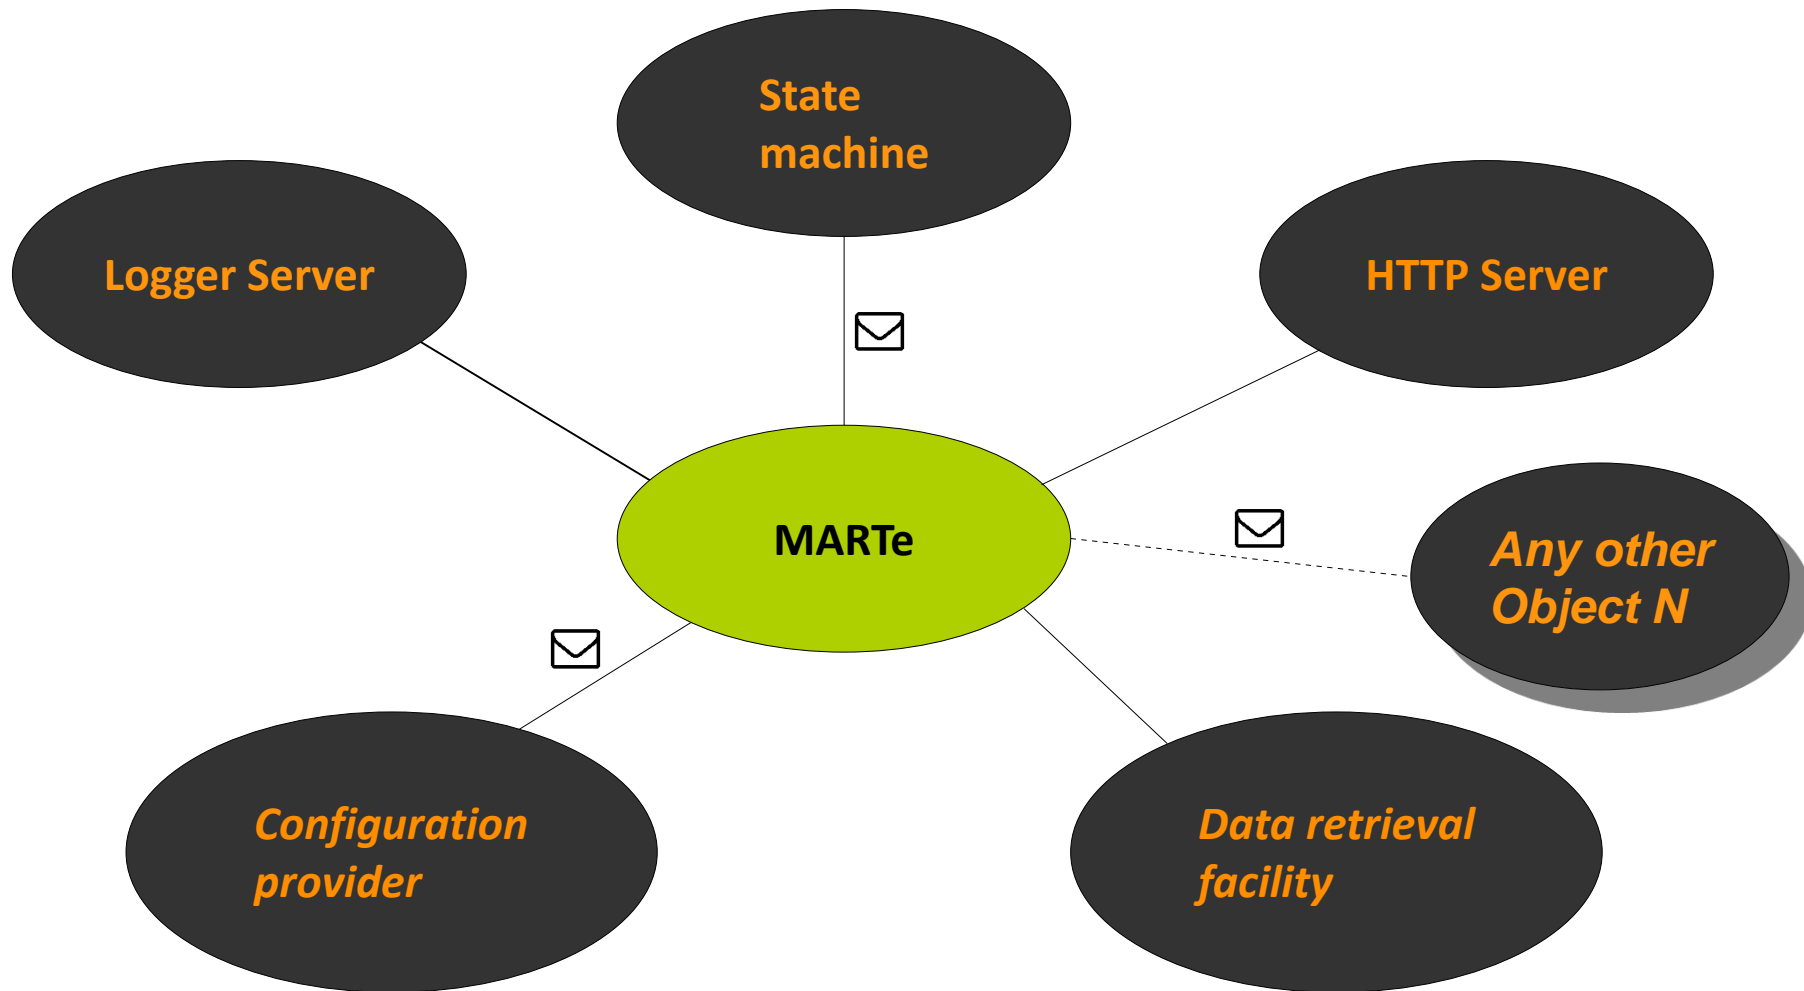 State
machine
Logger Server
HTTP Server
MARTe
Any other
Object N
Configuration
provider
Data retrieval
facility